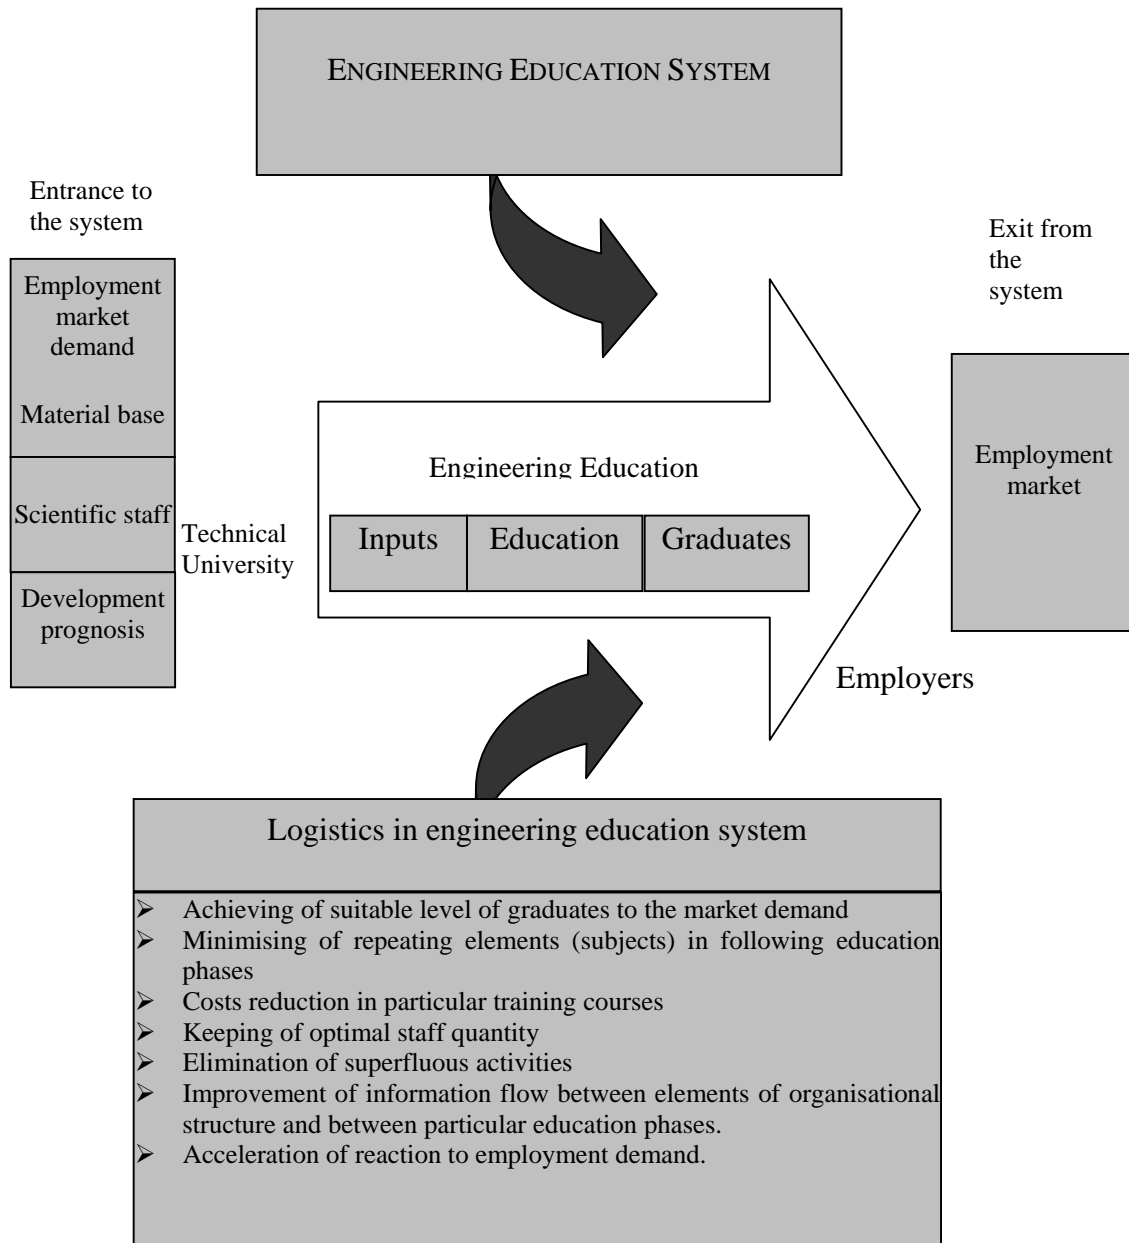 ENGINEERING EDUCATION SYSTEM
Entrance to
the system
Employment
market
demand
Material base
Scientific staff
Development
prognosis
Technical
University
Engineering Education
Inputs
Education
Graduates
Exit from
the
system
Employment
market
Employers
Logistics in engineering education system
➢ Achieving of suitable level of graduates to the market demand
➢ Minimising of repeating elements (subjects) in following education
phases
➢ Costs reduction in particular training courses
➢ Keeping of optimal staff quantity
➢ Elimination of superfluous activities
➢ Improvement of information flow between elements of organisational
structure and between particular education phases.
➢ Acceleration of reaction to employment demand.